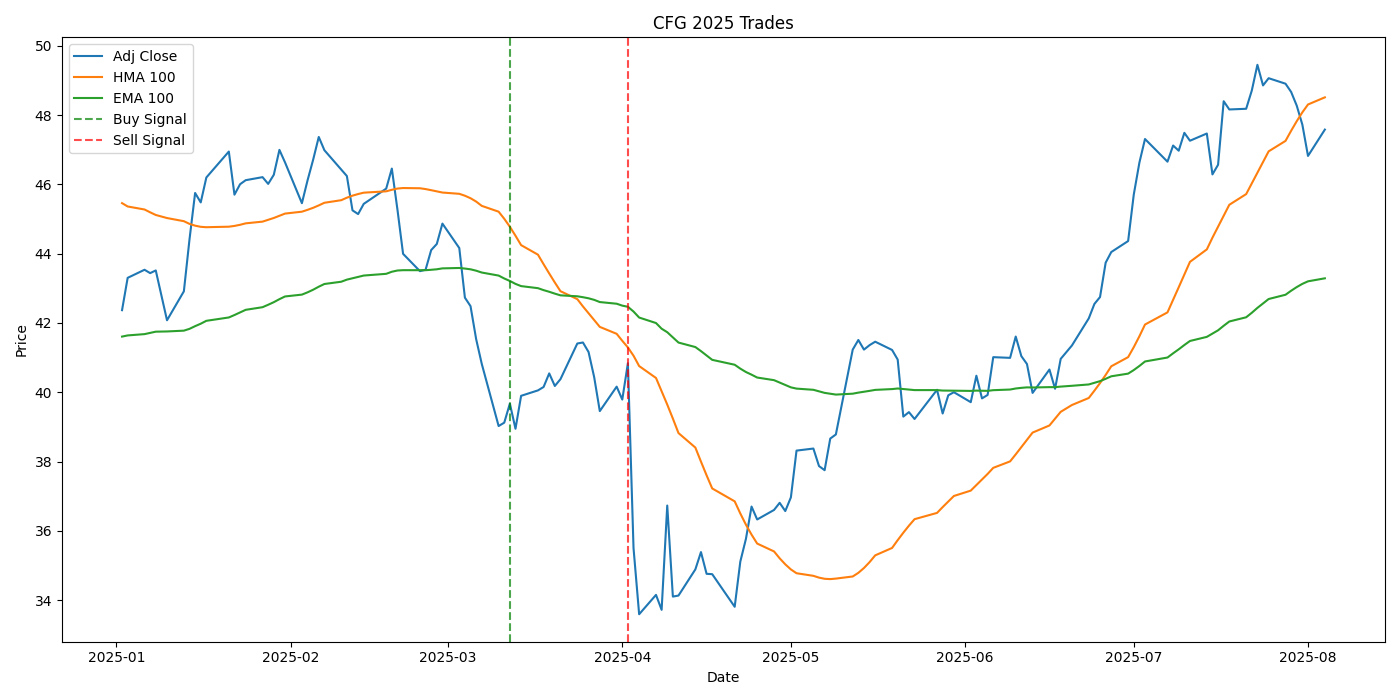 CFG 2025 Trades
Adj Close
HMA 100
EMA 100
Buy Signal
Sell Signal
Price
50
48
46
44
42
40
38
36
34
2025-01 2025-02 2025-03 2025-04 2025-05 2025-06 2025-07 2025-08
Date